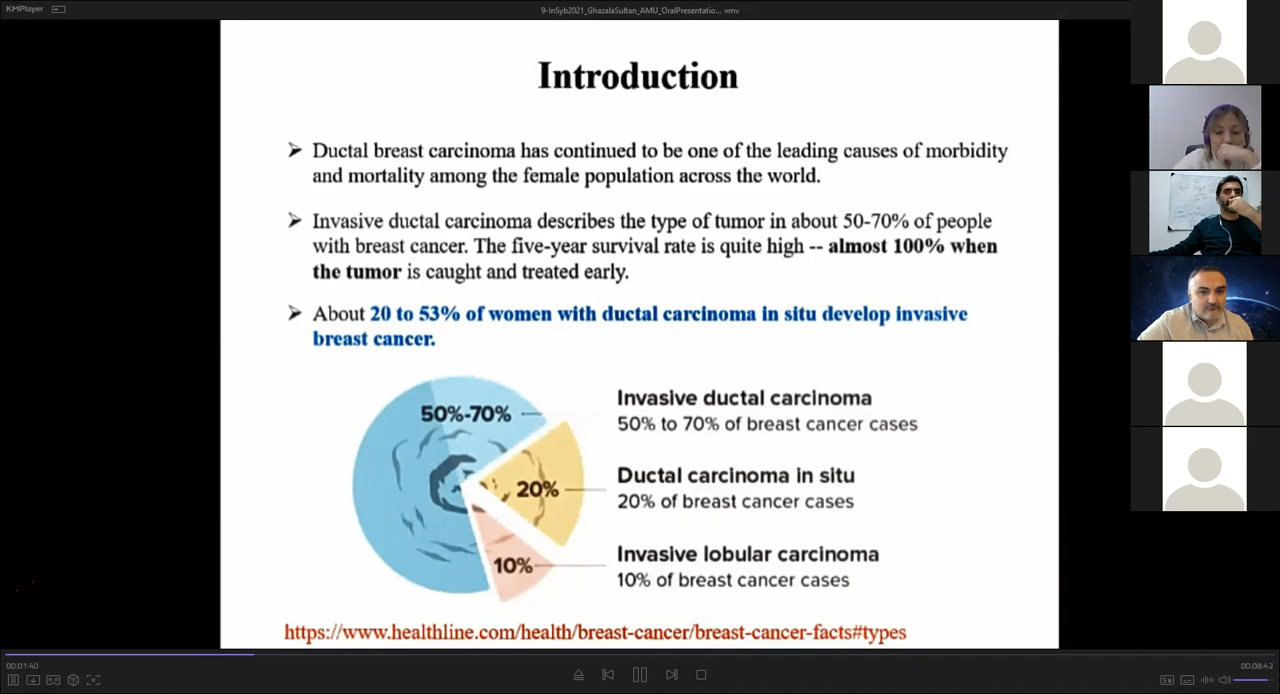 KMPlayer
9-InSyb2021_GhazalaSultan_AMU_OralPresentatio... vmv
Introduction
➤ Ductal breast carcinoma has continued to be one of the leading causes of morbidity
and mortality among the female population across the world.
➤ Invasive ductal carcinoma describes the type of tumor in about 50-70% of people
with breast cancer. The five-year survival rate is quite high -- almost 100% when
the tumor is caught and treated early.
➤ About 20 to 53% of women with ductal carcinoma in situ develop invasive
breast cancer.
50%-70%
Invasive ductal carcinoma
50% to 70% of breast cancer cases
20%
Ductal carcinoma in situ
20% of breast cancer cases
10%
Invasive lobular carcinoma
10% of breast cancer cases
https://www.healthline.com/health/breast-cancer/breast-cancer-facts#types
00:01:40
00:08:42